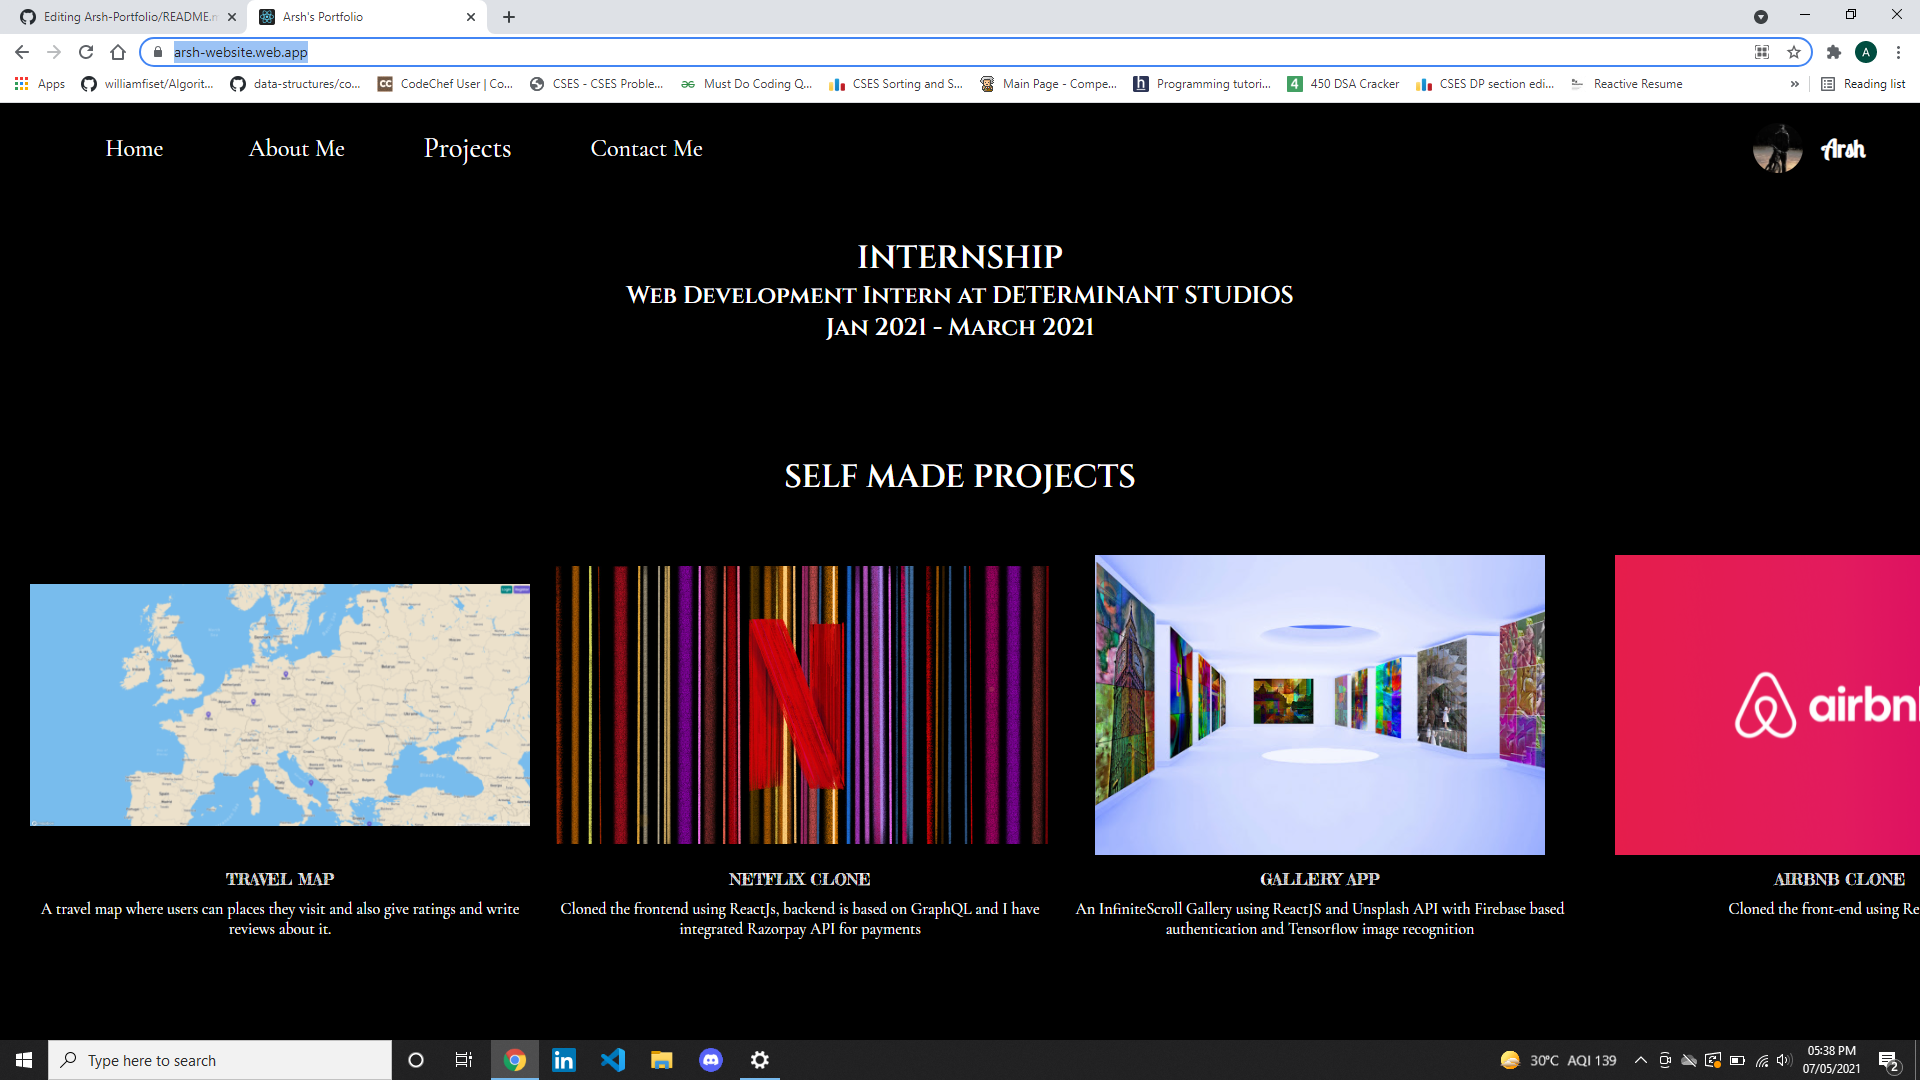 Editing Arsh-Portfolio/README.m
Arsh's Portfolio
arsh-website.web.app
A
Apps
williamfiset/Algorit...
data-structures/co...
CodeChef User | Co...
CSES - CSES Proble...
Must Do Coding Q...
CSES Sorting and S...
Main Page - Compe...
Programming tutori...
450 DSA Cracker
CSES DP section edi...
Reactive Resume
Reading list
Home
About Me
Projects
Contact Me
Arsh
INTERNSHIP
Web Development Intern at DETERMINANT STUDIOS
Jan 2021 - March 2021
SELF MADE PROJECTS
airbn
TRAVEL MAP
A travel map where users can places they visit and also give ratings and write
reviews about it.
NETFLIX CLONE
Cloned the frontend using ReactJs, backend is based on GraphQL and I have
integrated Razorpay API for payments
GALLERY APP
An InfiniteScroll Gallery using ReactJS and Unsplash API with Firebase based
authentication and Tensorflow image recognition
AIRBNB CLONE
Cloned the front-end using Re
Type here to search
30°C AQI 139
05:38 PM
07/05/2021
2